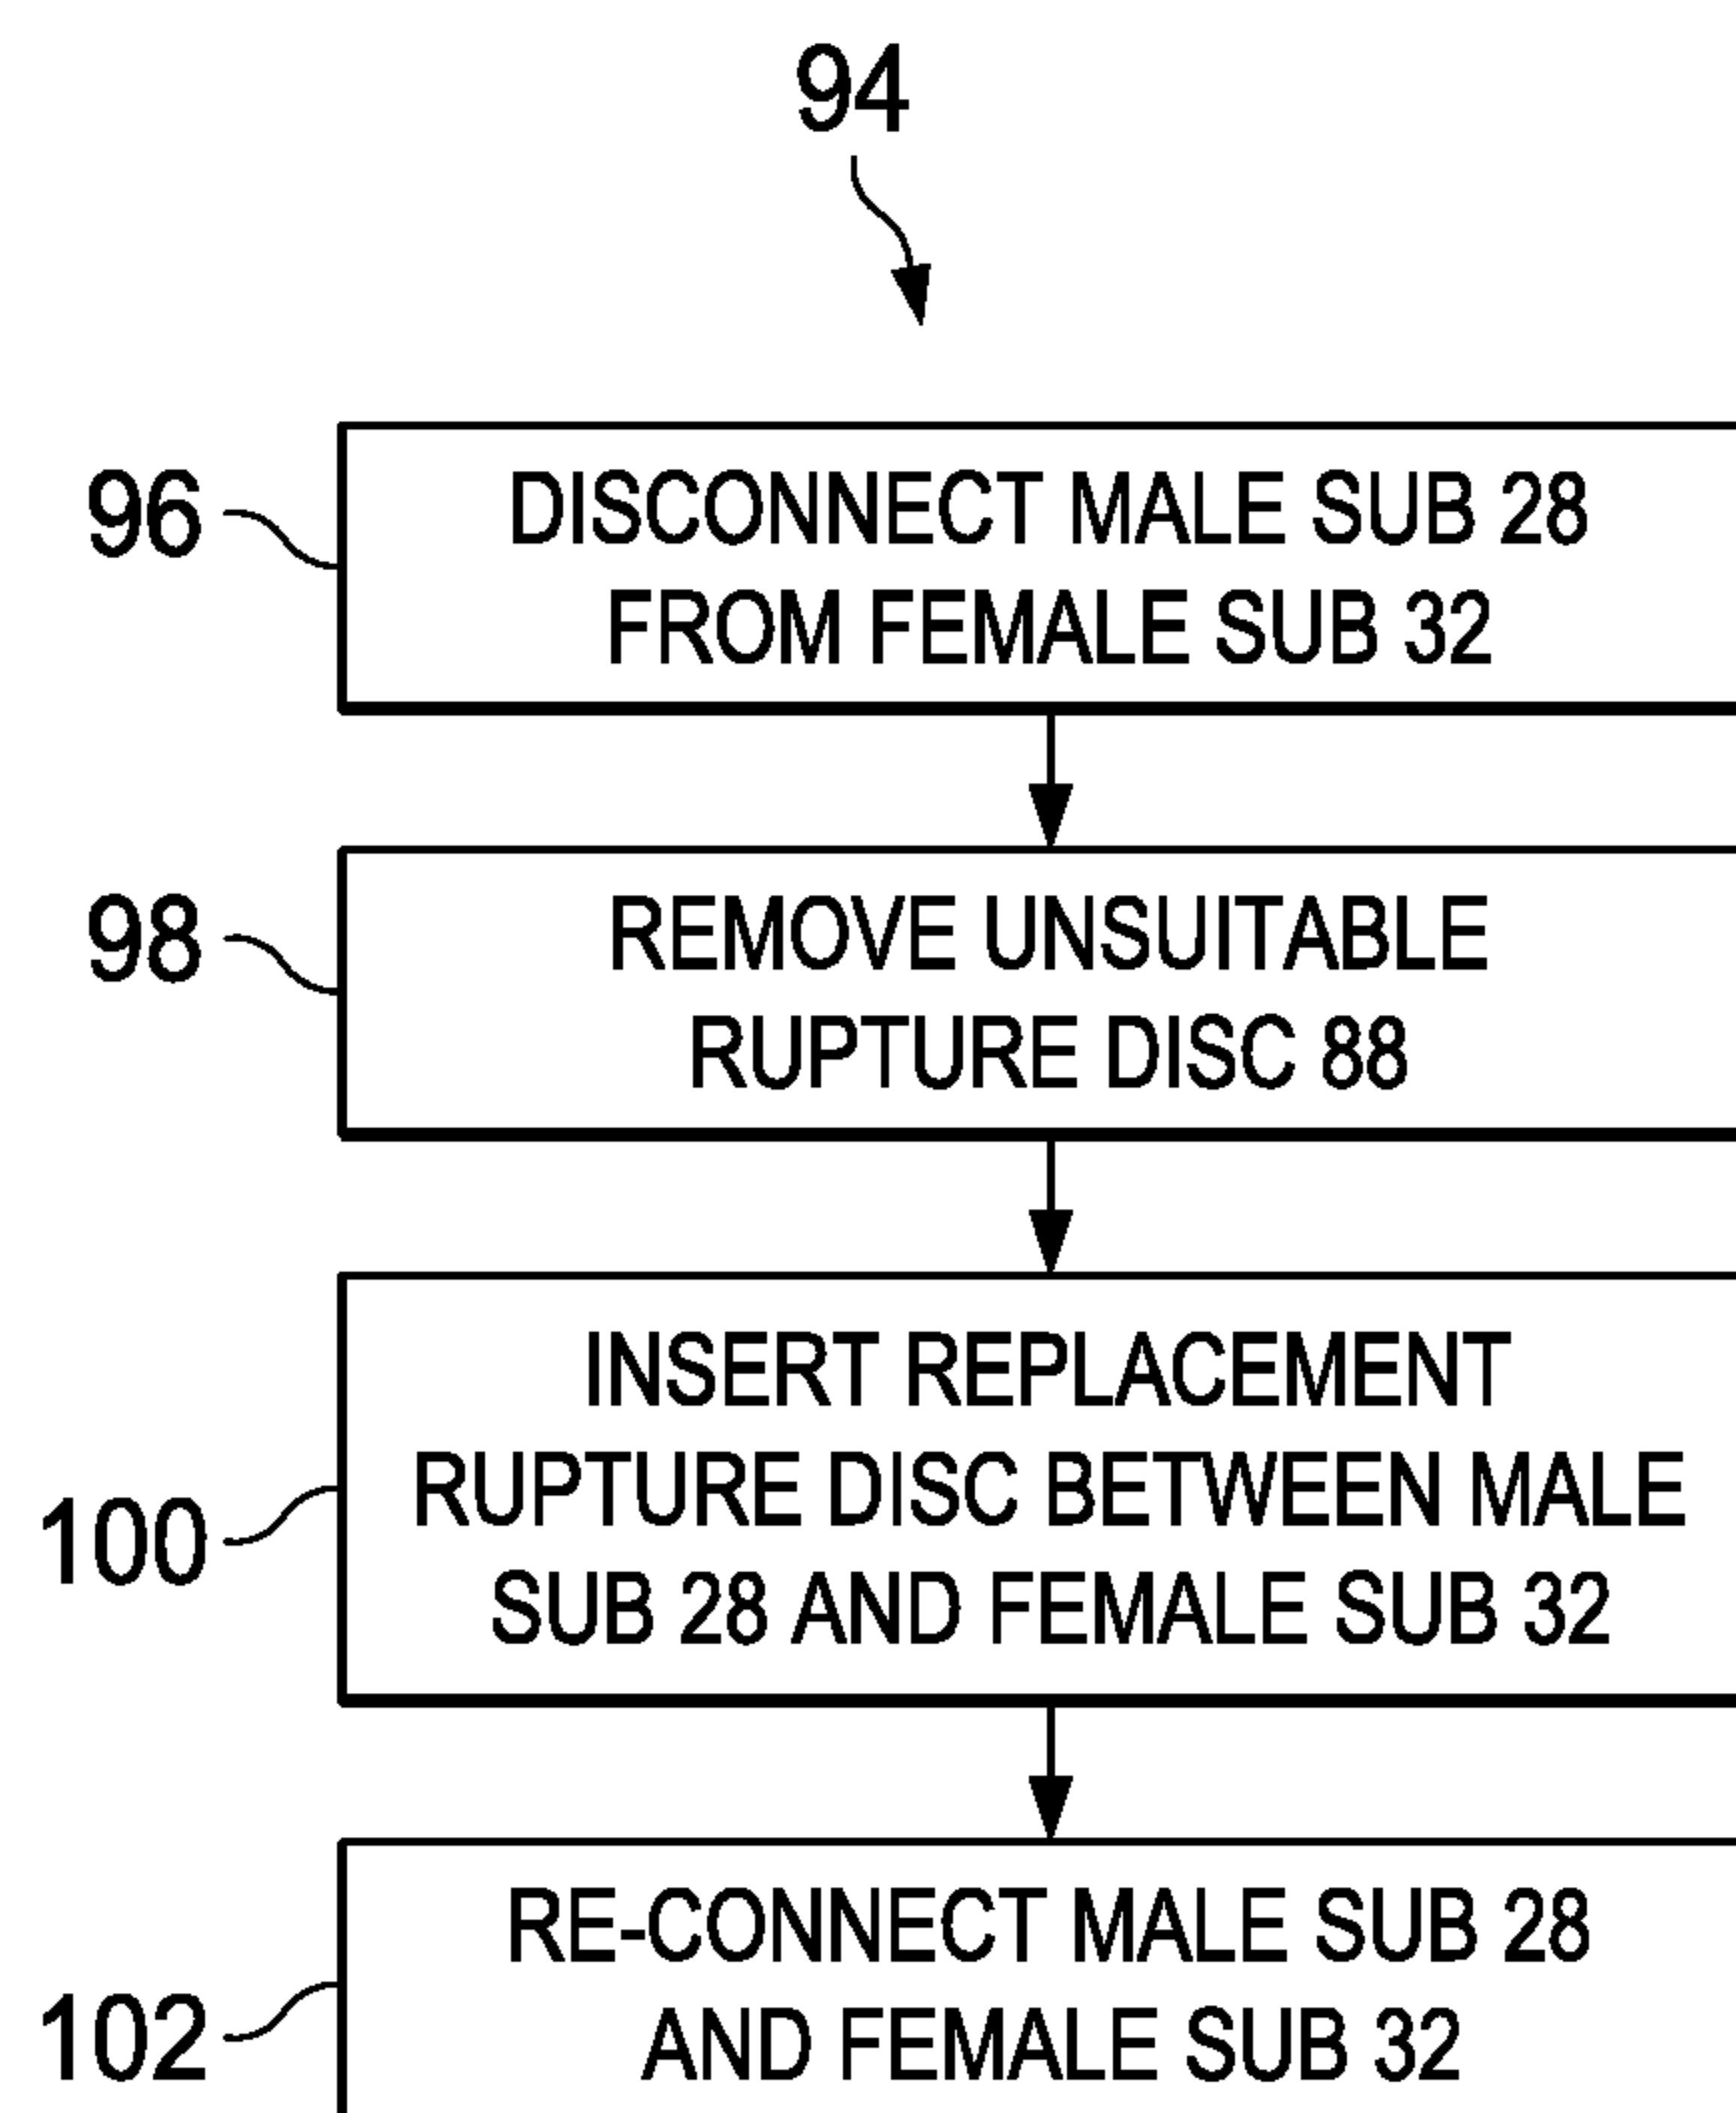 94
96
DISCONNECT MALE SUB 28
FROM FEMALE SUB 32
98
REMOVE UNSUITABLE
RUPTURE DISC 88
100
INSERT REPLACEMENT
RUPTURE DISC BETWEEN MALE
SUB 28 AND FEMALE SUB 32
102
RE-CONNECT MALE SUB 28
AND FEMALE SUB 32